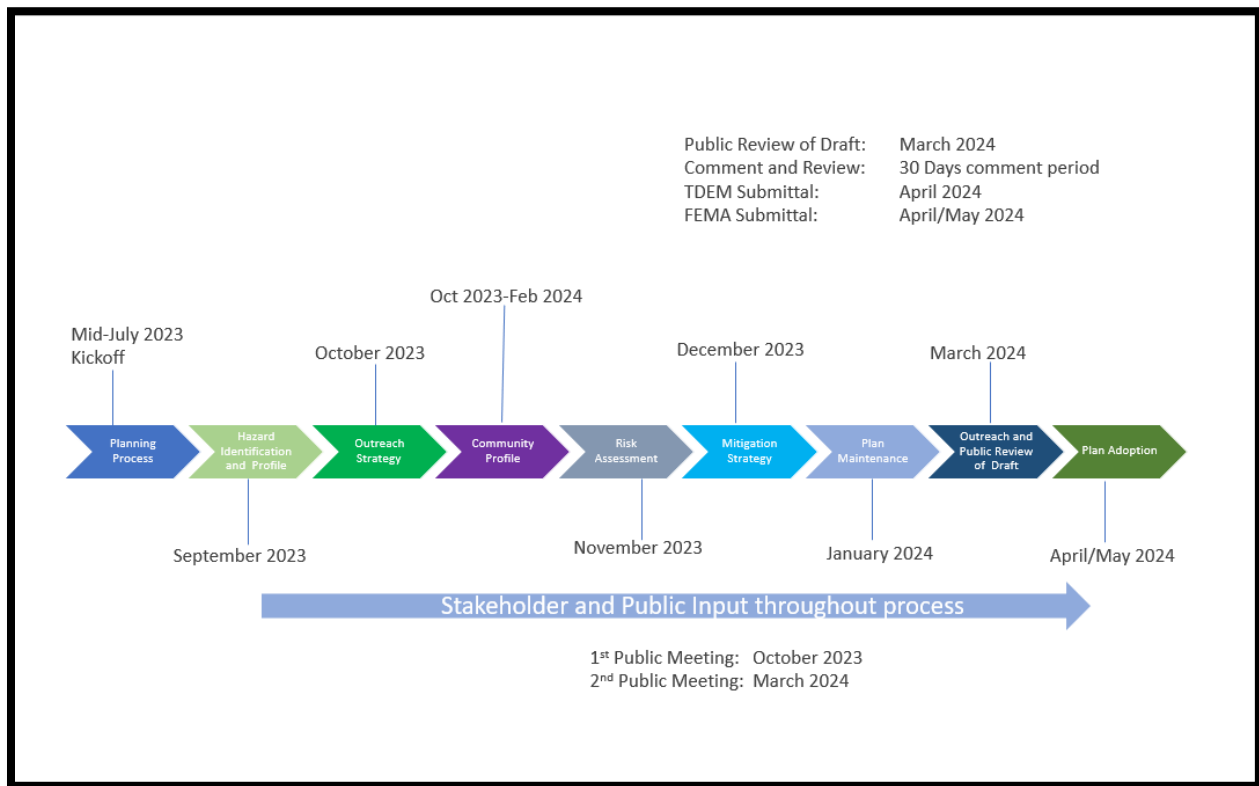 Public Review of Draft: March 2024
Comment and Review: 30 Days comment period
TDEM Submittal: April 2024
FEMA Submittal: April/May 2024
Oct 2023-Feb 2024
Mid-July 2023
Kickoff
October 2023
December 2023
March 2024
Planning
Process
Hazard
Identification
and Profile
Outreach
Strategy
Community
Profile
Risk
Assessment
Mitigation
Strategy
Plan
Maintenance
Outreach and
Public Review
of Draft
Plan Adoption
September 2023
November 2023
January 2024
April/May 2024
Stakeholder and Public Input throughout process
1st Public Meeting: October 2023
2nd Public Meeting: March 2024